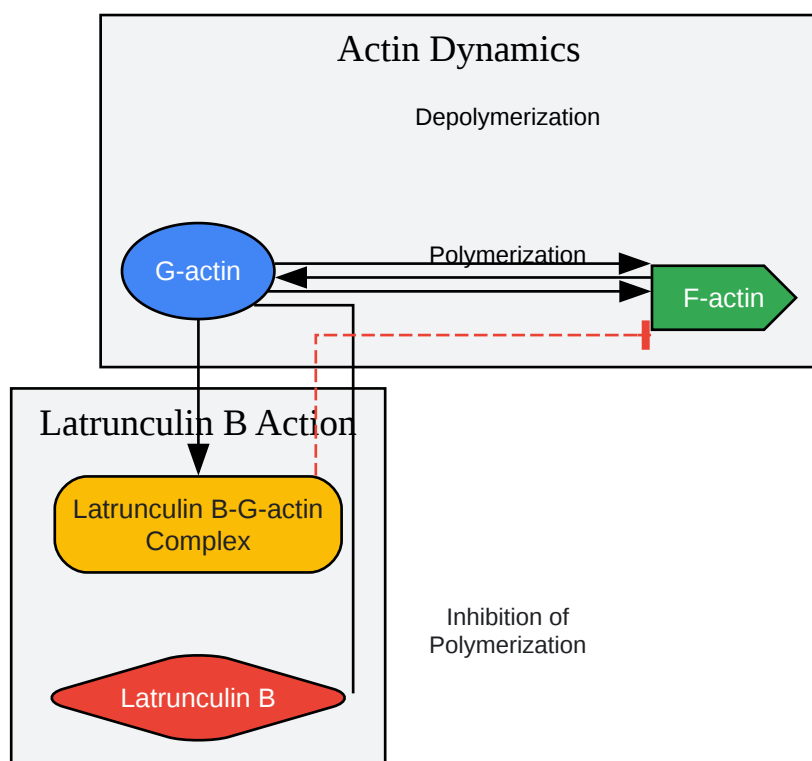 Actin Dynamics
Depolymerization
Polymerization
G-actin
F-actin
Latrunculin B Action
Latrunculin B-G-actin
Complex
Inhibition of
Polymerization
Latrunculin B